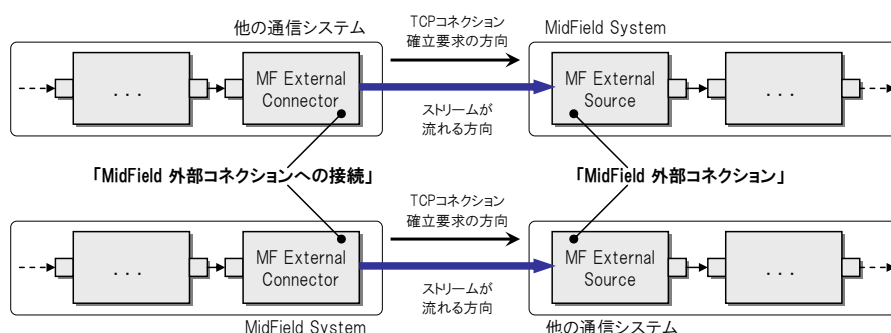 他の通信システム
TCPコネクション
確立要求の方向
MidField System
. . .
MF External
Connector
MF External
Source
. . .
ストリームが
流れる方向
「MidField 外部コネクションへの接続」
「MidField 外部コネクション」
TCPコネクション
確立要求の方向
. . .
MF External
Connector
MF External
Source
. . .
ストリームが
流れる方向
MidField System
他の通信システム